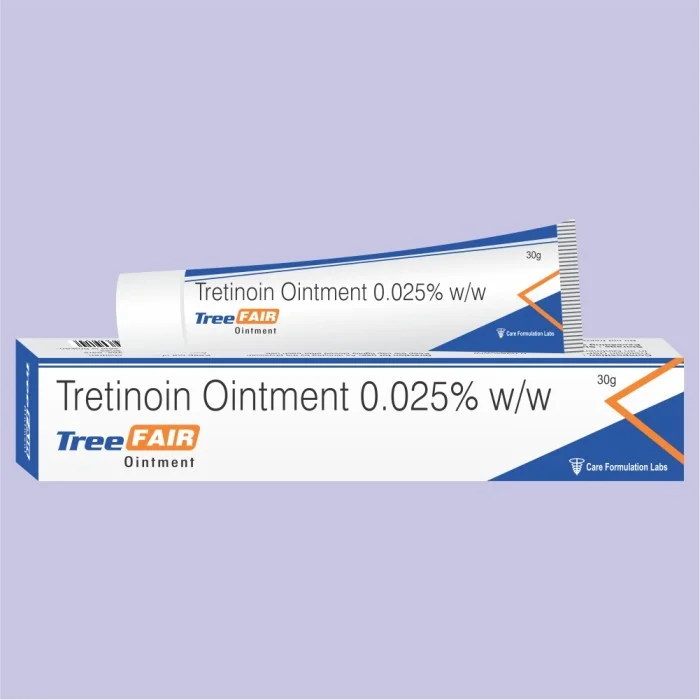 30g
Tretinoin Ointment 0.025% w/w
Tree FAIR
Ointment
Care Formulation Labs
Tretinoin Ointment 0.025% w/w
30g
Tree FAIR
Ointment
Care Formulation Labs